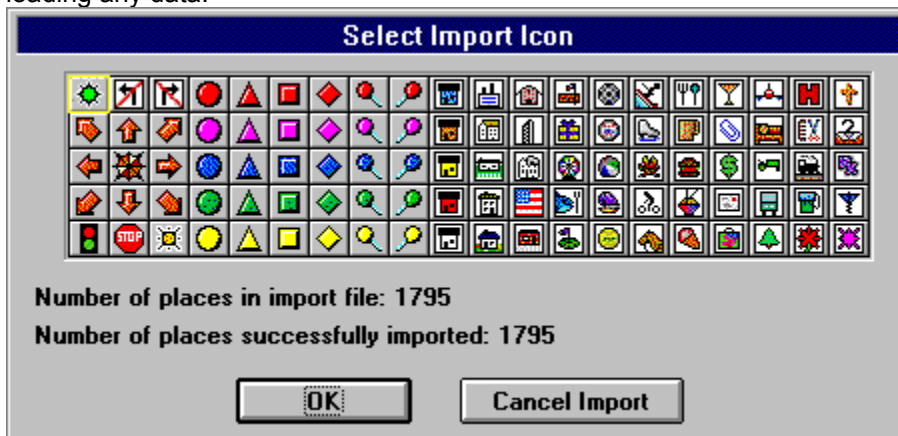 loading any data.
Select Import Icon
STOP
Number of places in import file: 1795
Number of places successfully imported: 1795
OK
Cancel Import